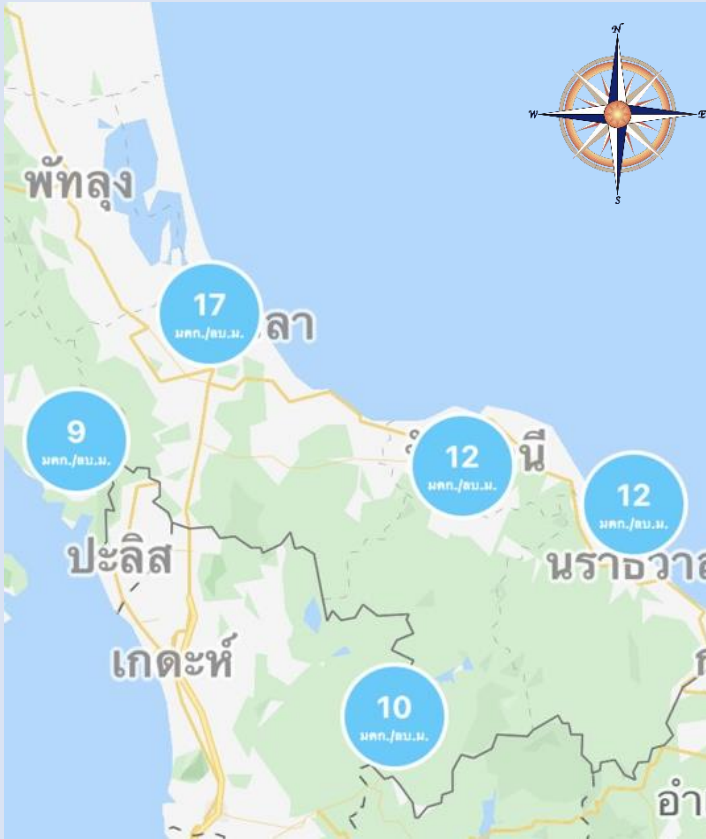 N
W
E
S
พัทลุง
17
มคก./ลบ.ม.
ลา
9
มคก./ลบ.ม.
12
มคก./ลบ.ม.
นี
12
มคก./ลบ.ม.
ปะลิส
นราธิวาส
เกดะห์
10
มคก./ลบ.ม.
อำเ